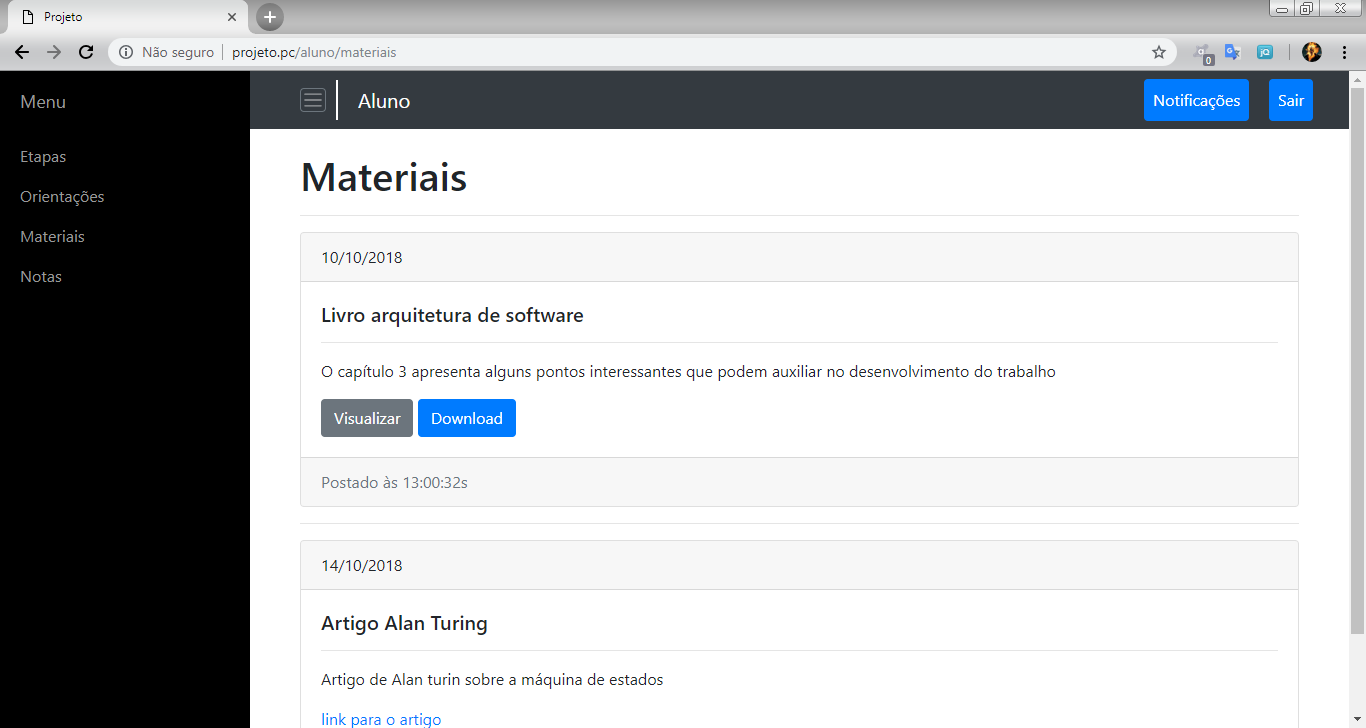 Projeto
Não seguro projeto.pc/aluno/materiais
0
Menu
Aluno
Notificações
Sair
Etapas
Orientações
Materiais
Notas
Materiais
10/10/2018
Livro arquitetura de software
O capítulo 3 apresenta alguns pontos interessantes que podem auxiliar no desenvolvimento do trabalho
Visualizar
Download
Postado às 13:00:32s
14/10/2018
Artigo Alan Turing
Artigo de Alan turin sobre a máquina de estados
link para o artigo